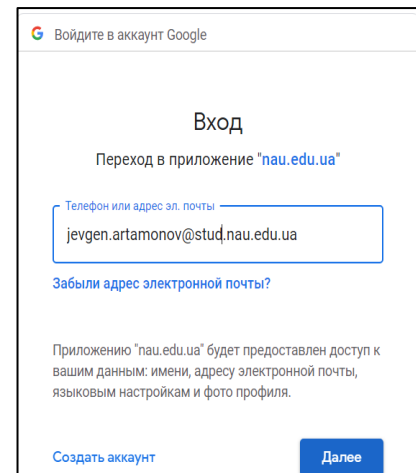 Войдите в аккаунт Google
Вход
Переход в приложение "nau.edu.ua"
Телефон или адрес эл. почты
jevgen.artamonov@stud.nau.edu.ua
Забыли адрес электронной почты?
Приложению "nau.edu.ua" будет предоставлен доступ к
вашим данным: имени, адресу электронной почты,
языковым настройкам и фото профиля.
Создать аккаунт
Далее